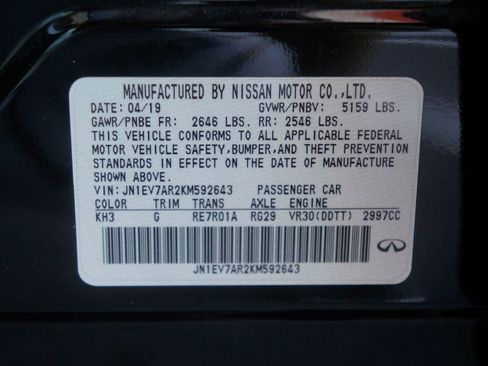 MANUFACTURED BY NISSAN MOTOR CO.,LTD.
DATE: 04/19 GVWR/PNBV: 5159 LBS.
GAWR/PNBE FR: 2646 LBS. RR: 2546 LBS.
THIS VEHICLE CONFORMS TO ALL APPLICABLE FEDERAL
MOTOR VEHICLE SAFETY,BUMPER,AND THEFT PREVENTION
STANDARDS IN EFFECT ON THE DATE OF MANUFACTURE
SHOWN ABOVE.
VIN: JN1EV7AR2KM592643 PASSENGER CAR
COLOR TRIM TRANS AXLE ENGINE
KH3 G RE7R01A RG29 VR30(DDTT) 2997CC
JN1EV7AR2KM592643